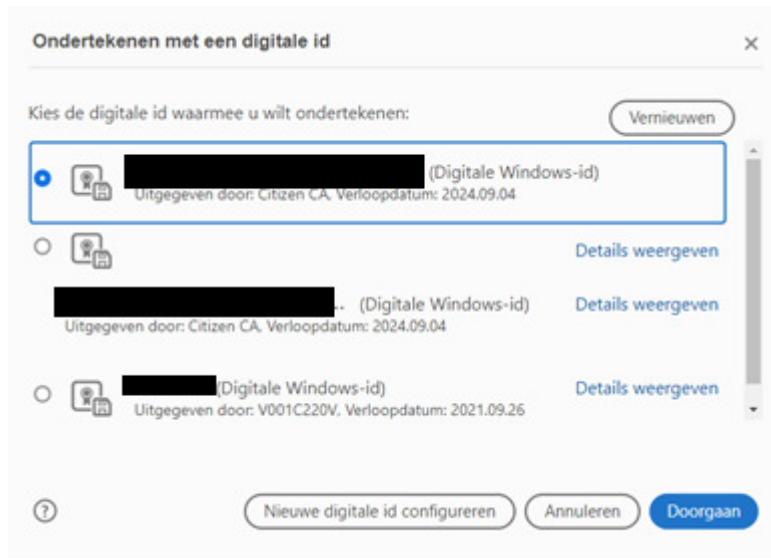 Ondertekenen met een digitale id
Kies de digitale id waarmee u wilt ondertekenen:
Vernieuwen
(Digitale Windows-id)
Uitgegeven door: Citizen CA, Verloopdatum: 2024.09.04
Details weergeven
.. (Digitale Windows-id)
Details weergeven
Uitgegeven door: Citizen CA, Verloopdatum: 2024.09.04
(Digitale Windows-id)
Details weergeven
Uitgegeven door: V001C220V, Verloopdatum: 2021.09.26
Nieuwe digitale id configureren
Annuleren
Doorgaan